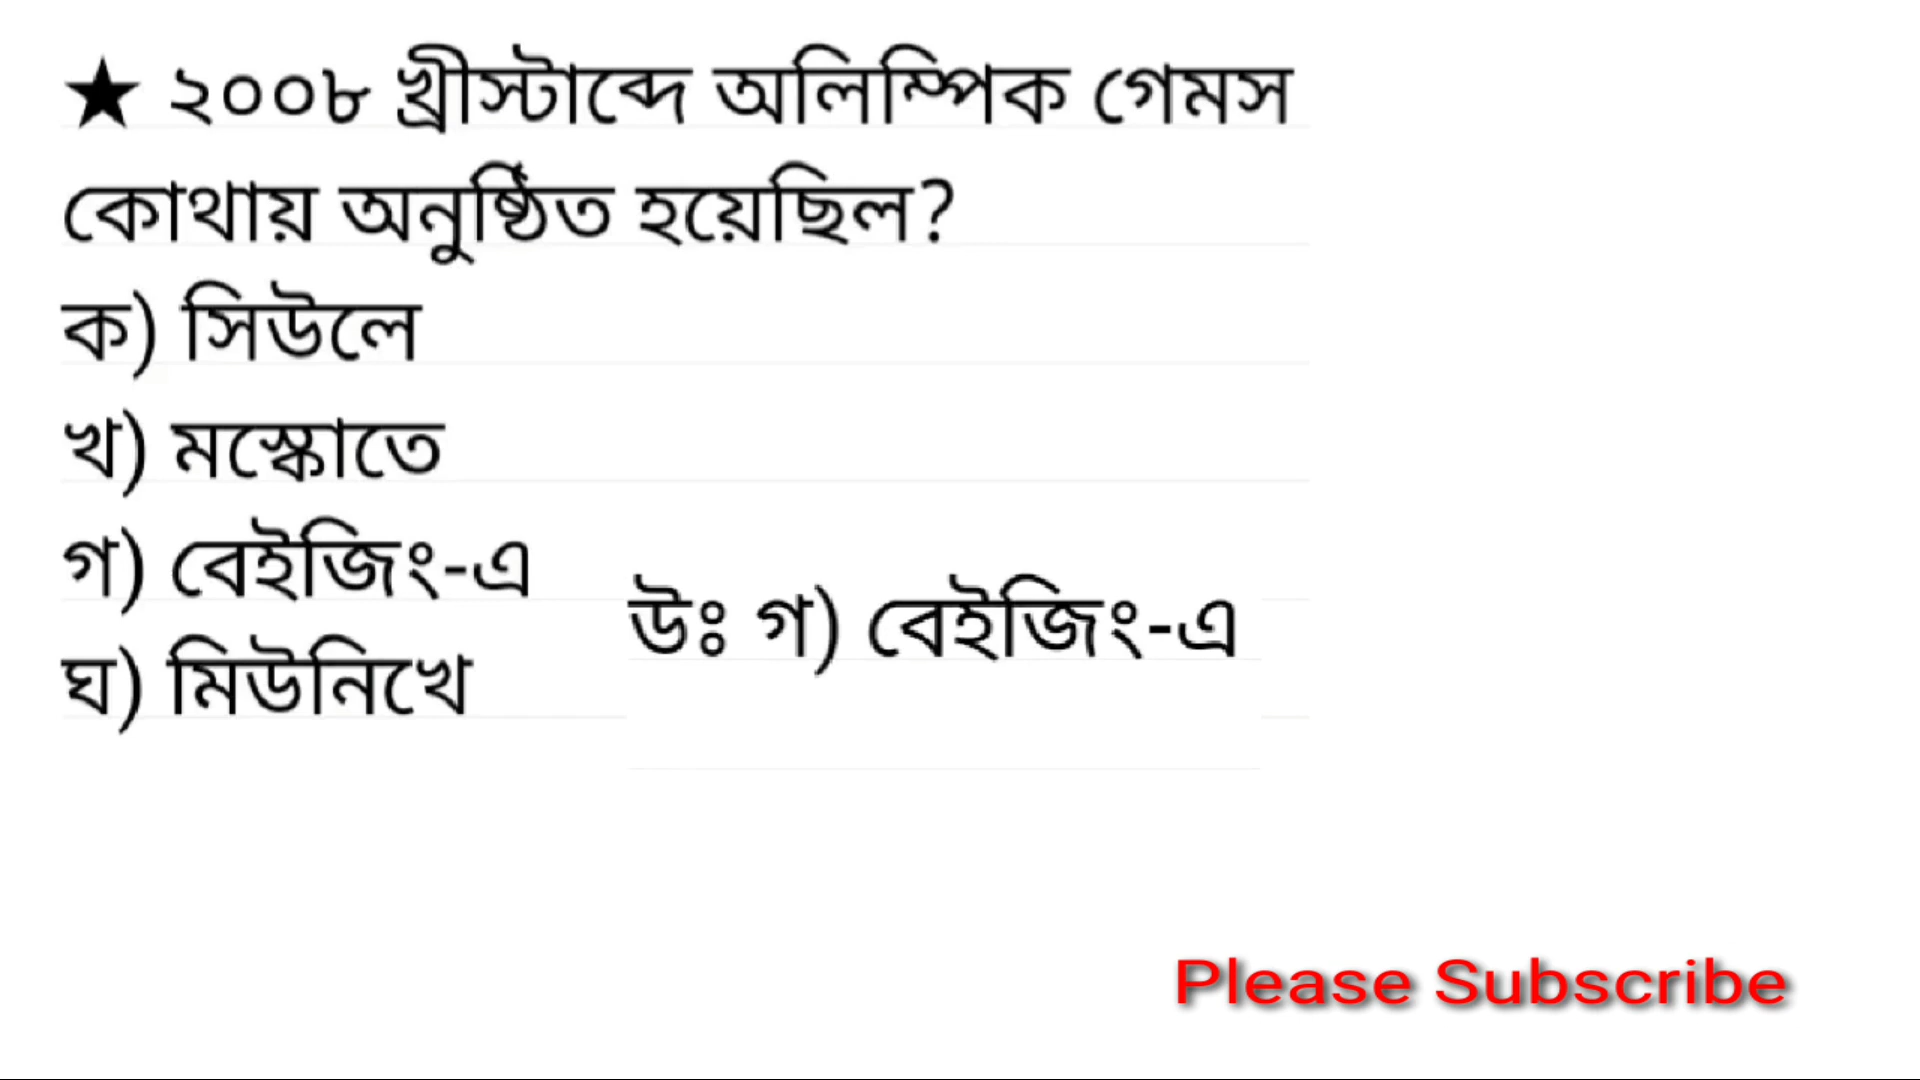 ★ ২০০৮ খ্রীস্টাব্দে অলিম্পিক গেমস
কোথায় অনুষ্ঠিত হয়েছিল?
ক) সিউলে
খ) মস্কোতে
গ) বেইজিং-এ
ঘ) মিউনিখে
উঃ গ) বেইজিং-এ
Please Subscribe